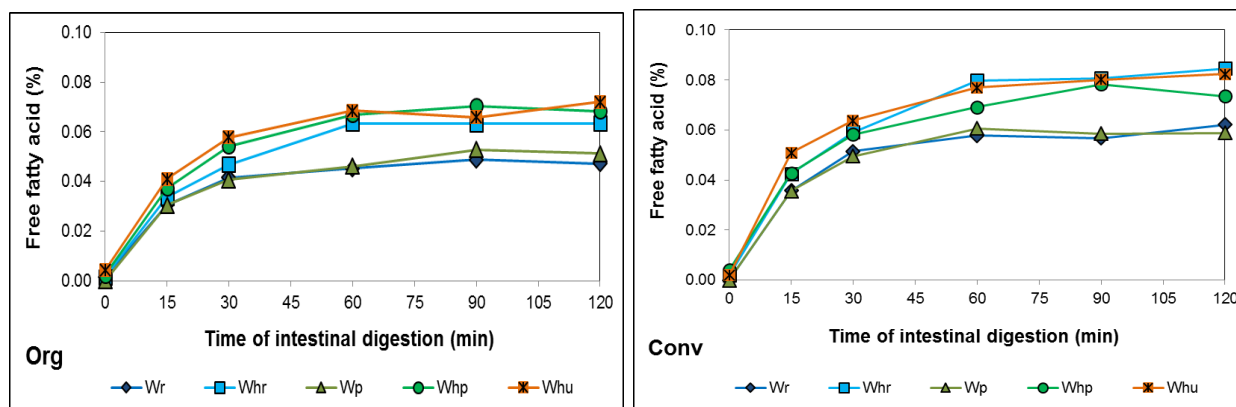 0.10
0.08
0.06
0.04
0.02
0.00
Free fatty acid (%)
0 15 30 45 60 75 90 105 120
Time of intestinal digestion (min)
Org
Wr Whr Wp Whp Whu
0.10
0.08
0.06
0.04
0.02
0.00
Free fatty acid (%)
0 15 30 45 60 75 90 105 120
Time of intestinal digestion (min)
Conv
Wr Whr Wp Whp Whu